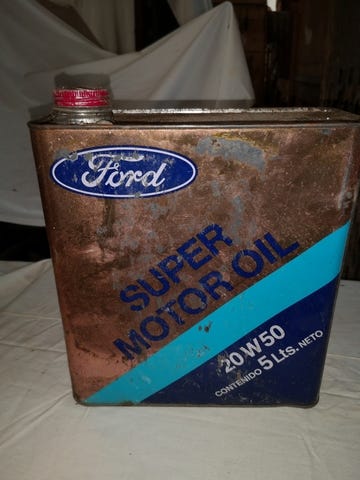 Ford
SUPER
MOTOR OIL
20W50
CONTENIDO 5 Lts. NETO